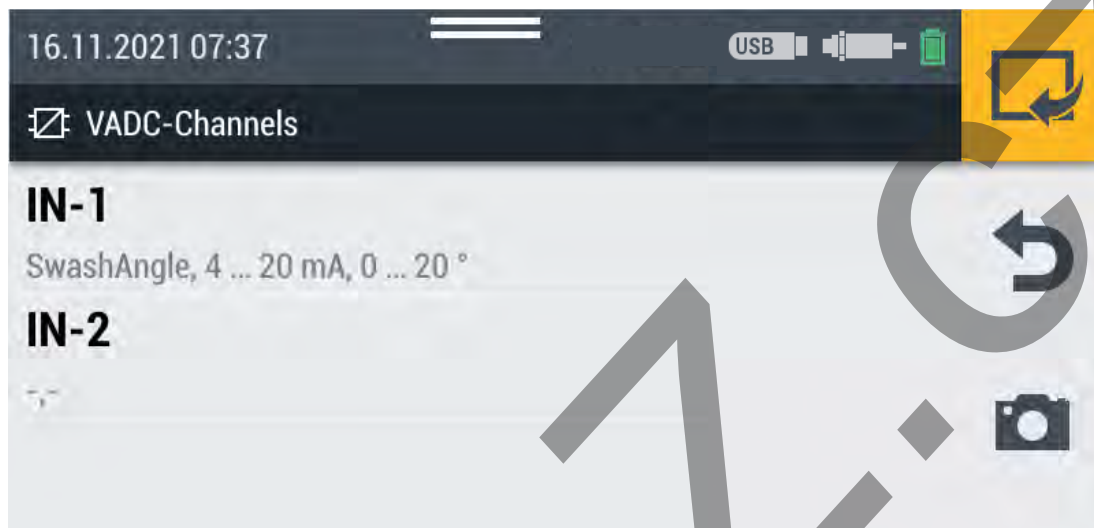 16.11.2021 07:37
USB
VADC-Channels
IN-1
SwashAngle, 4 ... 20 mA, 0 ... 20 °
IN-2
-,-